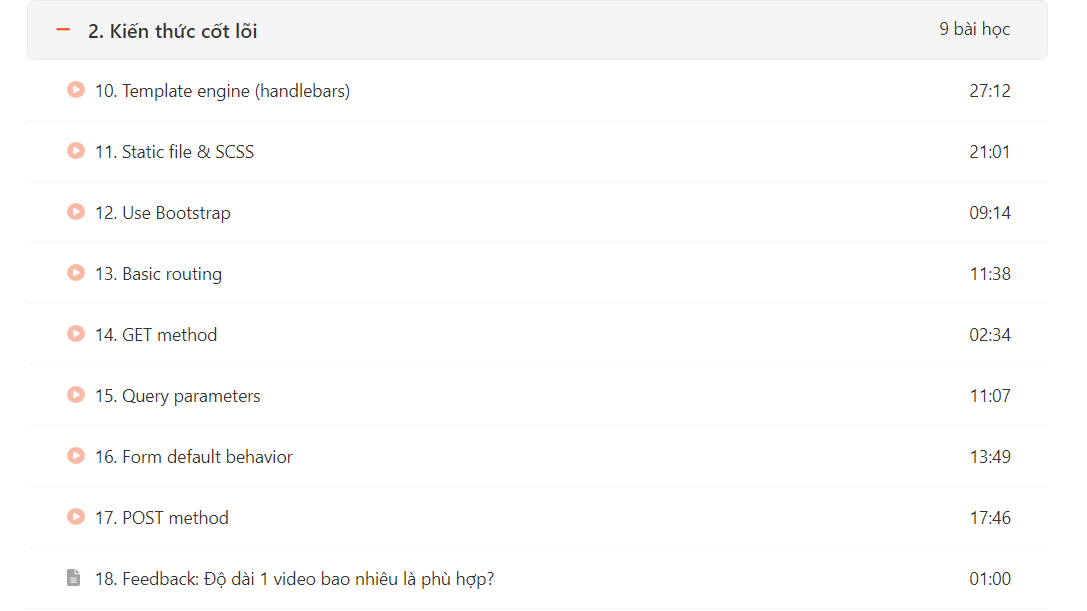 2. Kiến thức cốt lõi 9 bài học
10. Template engine (handlebars) 27:12
11. Static file & SCSS 21:01
12. Use Bootstrap 09:14
13. Basic routing 11:38
14. GET method 02:34
15. Query parameters 11:07
16. Form default behavior 13:49
17. POST method 17:46
18. Feedback: Độ dài 1 video bao nhiêu là phù hợp? 01:00